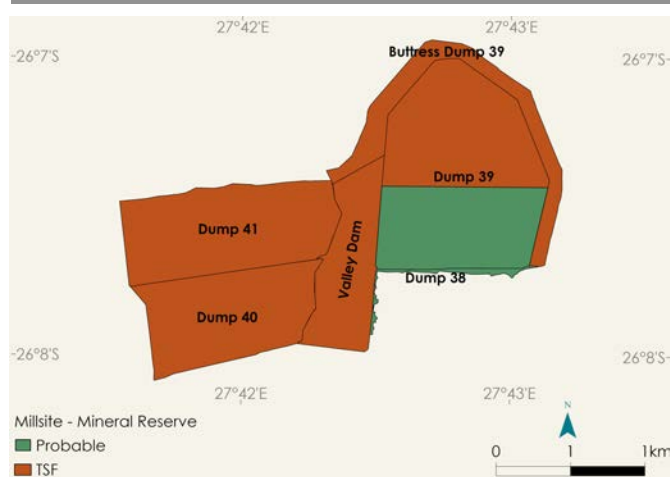 27°42' 27°43'
26°7'S 26°7'S
Buttress Dump 39
Dump 39
Dump 41
Valley Dam
Dump 38
Dump 40
26°8'S 26°8'S
27°42' 27°43'
Millsite - Mineral Reserve
Probable
TSF
N
0 1 1km